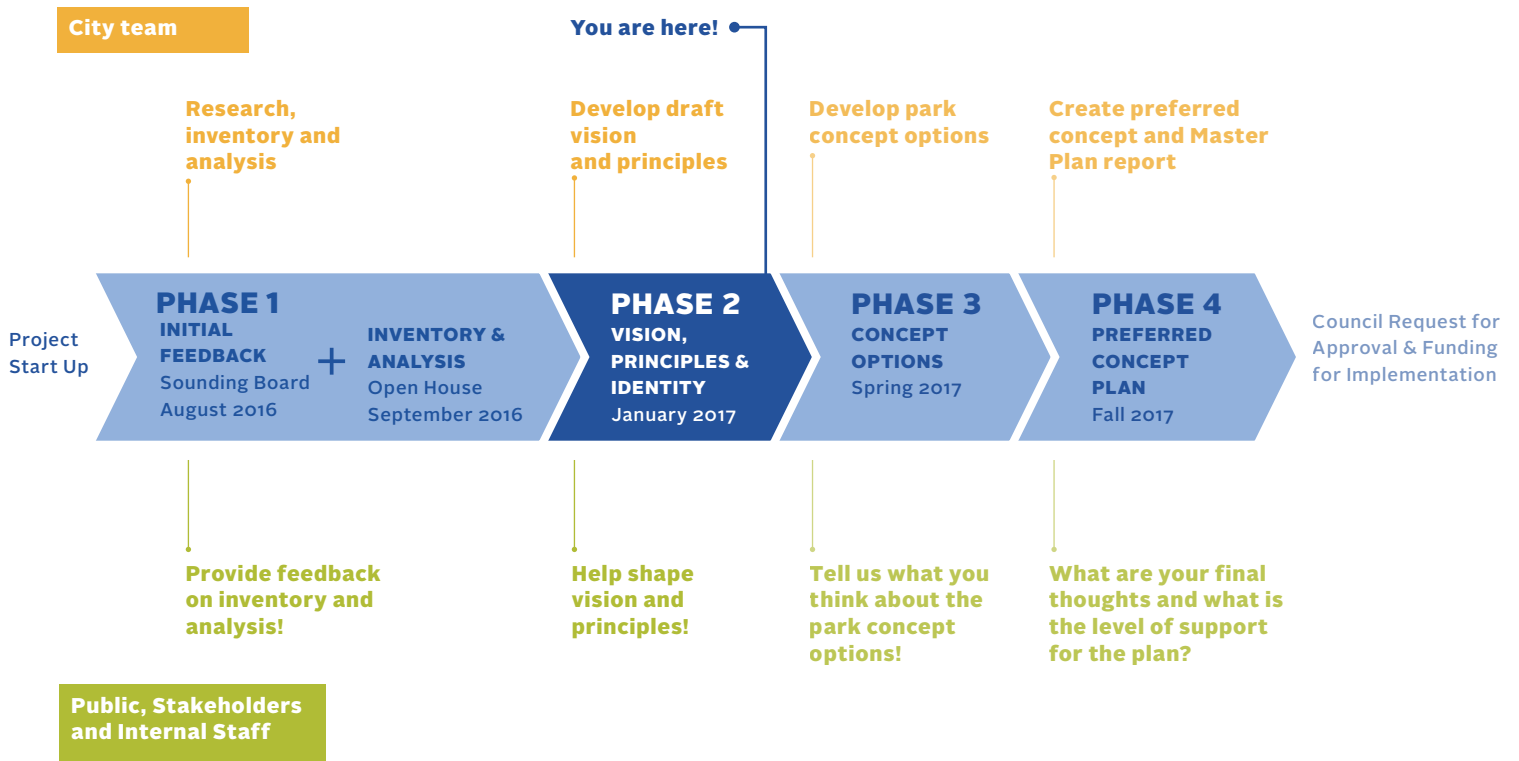 City team
You are here!
Research,
inventory and
analysis
Develop draft
vision
and principles
Develop park
concept options
Create preferred
concept and Master
Plan report
Project
Start Up
PHASE 1
INITIAL
FEEDBACK
Sounding Board
August 2016
+
INVENTORY &
ANALYSIS
Open House
September 2016
PHASE 2
VISION,
PRINCIPLES &
IDENTITY
January 2017
PHASE 3
CONCEPT
OPTIONS
Spring 2017
PHASE 4
PREFERRED
CONCEPT
PLAN
Fall 2017
Council Request for
Approval & Funding
for Implementation
Provide feedback
on inventory and
analysis!
Help shape
vision and
principles!
Tell us what you
think about the
park concept
options!
What are your final
thoughts and what is
the level of support
for the plan?
Public, Stakeholders
and Internal Staff